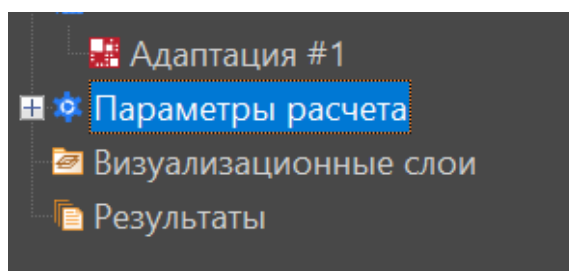 Адаптация #1
Параметры расчета
Визуализационные слои
Результаты